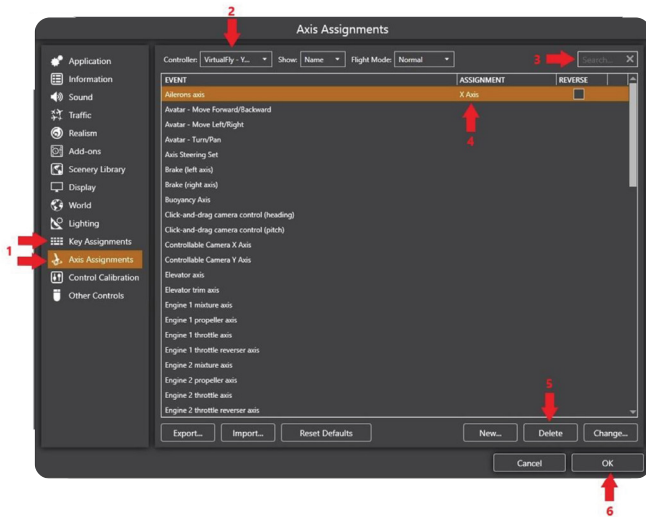 2
Axis Assignments
Application
Information
Sound
Traffic
Realism
Add-ons
Scenery Library
Display
World
Lighting
Key Assignments
1
Axis Assignments
Control Calibration
Other Controls
Controller: VirtualFly - Y... Show: Name Flight Mode: Normal 3 Search... X
EVENT ASSIGNMENT REVERSE
Ailerons axis X Axis
Avatar - Move Forward/Backward
Avatar - Move Left/Right
4
Avatar - Turn/Pan
Axis Steering Set
Brake (left axis)
Brake (right axis)
Buoyancy Axis
Click-and-drag camera control (heading)
Click-and-drag camera control (pitch)
Controllable Camera X Axis
Controllable Camera Y Axis
Elevator axis
Elevator trim axis
Engine 1 mixture axis
Engine 1 propeller axis
Engine 1 throttle axis
Engine 1 throttle reverser axis
Engine 2 mixture axis
Engine 2 propeller axis
5
Engine 2 throttle axis
Engine 2 throttle reverser axis
Export... Import... Reset Defaults New... Delete Change...
Cancel OK
6